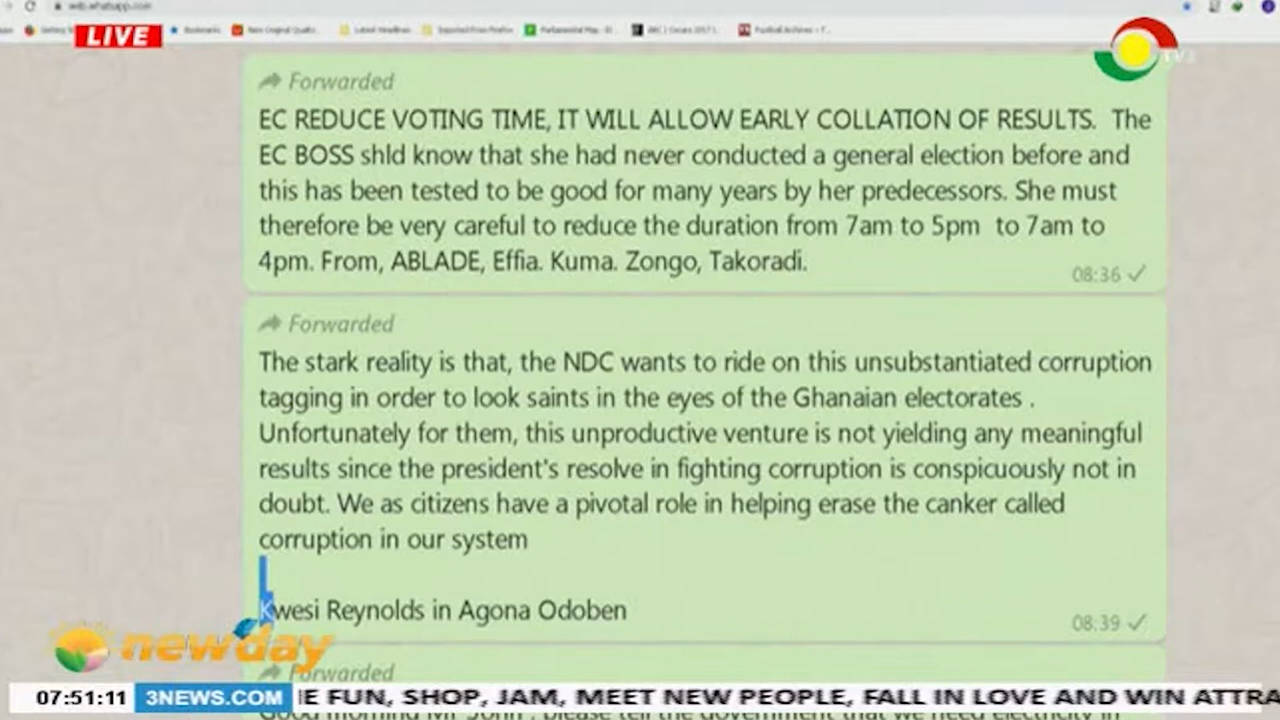 web.whatsapp.com
Bookmarks
LIVE
TV3
Forwarded
EC REDUCE VOTING TIME, IT WILL ALLOW EARLY COLLATION OF RESULTS. The
EC BOSS shld know that she had never conducted a general election before and
this has been tested to be good for many years by her predecessors. She must
therefore be very careful to reduce the duration from 7am to 5pm to 7am to
4pm. From, ABLADE, Effia. Kuma. Zongo, Takoradi.
08:36
Forwarded
The stark reality is that, the NDC wants to ride on this unsubstantiated corruption
tagging in order to look saints in the eyes of the Ghanaian electorates .
Unfortunately for them, this unproductive venture is not yielding any meaningful
results since the president's resolve in fighting corruption is conspicuously not in
doubt. We as citizens have a pivotal role in helping erase the canker called
corruption in our system
Kwesi Reynolds in Agona Odoben
08:39
newday
Forwarded
07:51:11 3NEWS.COM IE FUN, SHOP, JAM, MEET NEW PEOPLE, FALL IN LOVE AND WIN ATTRA